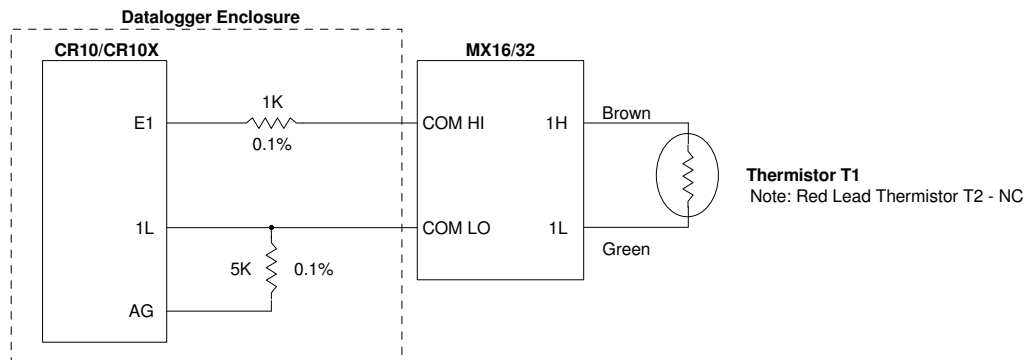 Datalogger Enclosure
CR10/CR10X
MX16/32
1K
E1
0.1%
COM HI
1H
Brown
Thermistor T1
Note: Red Lead Thermistor T2 - NC
1L
COM LO
1L
Green
5K
0.1%
AG